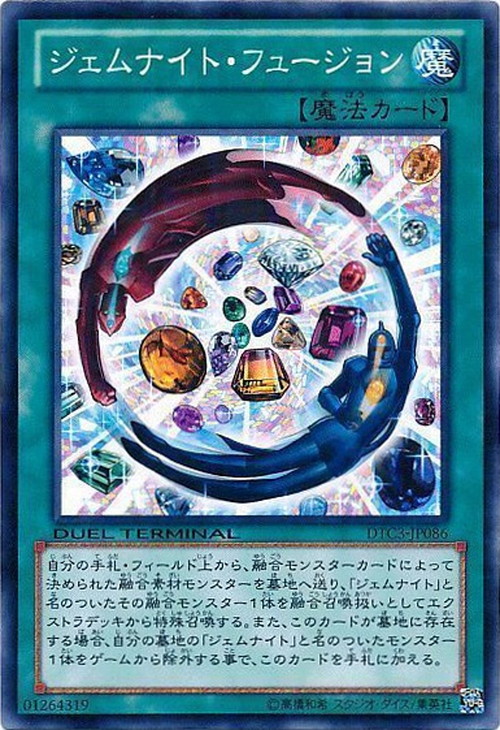 ジェムナイト・フュージョン
魔
【魔法カード】
DUEL TERMINAL
DTC3-JP086
自分の手札・フィールド上から、融合モンスターカードによって
決められた融合素材モンスターを墓地へ送り、「ジェムナイト」と
名のついたその融合モンスター1体を融合召喚扱いとしてエク
ストラデッキから特殊召喚する。また、このカードが墓地に存在
する場合、自分の墓地の「ジェムナイト」と名のついたモンスター
1体をゲームから除外する事で、このカードを手札に加える。
01264319
©高橋和希 スタジオ・ダイス/集英社